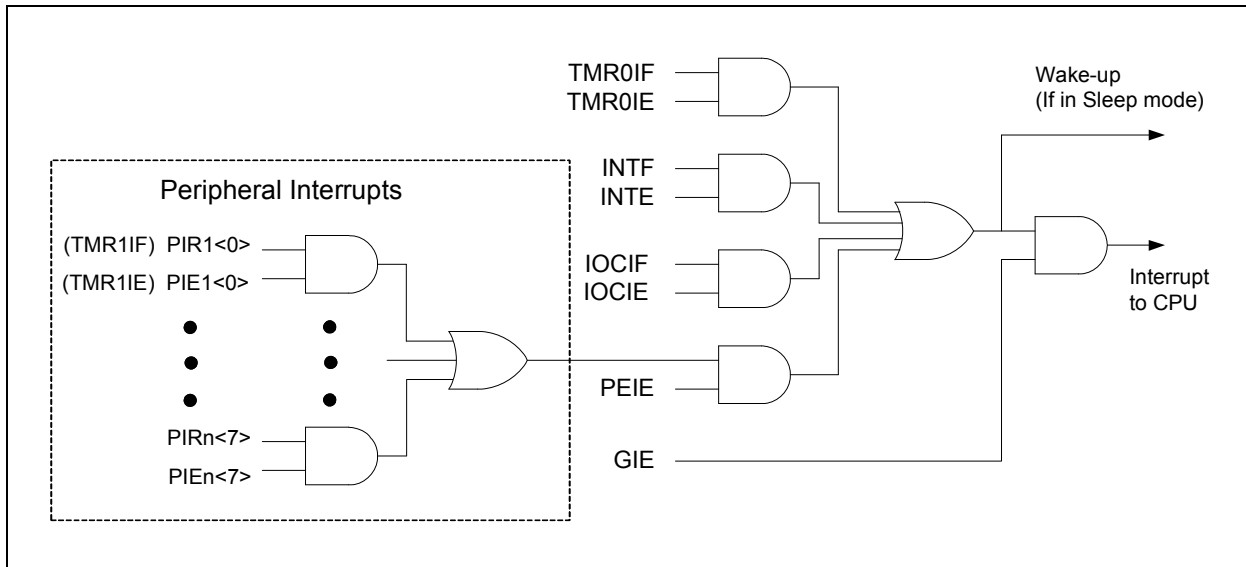 TMR0IF
TMR0IE
Wake-up
(If in Sleep mode)
INTF
INTE
Peripheral Interrupts
(TMR1IF) PIR1<0>
(TMR1IE) PIE1<0>
IOCIF
IOCIE
Interrupt
to CPU
PEIE
PIRn<7>
PIEn<7>
GIE